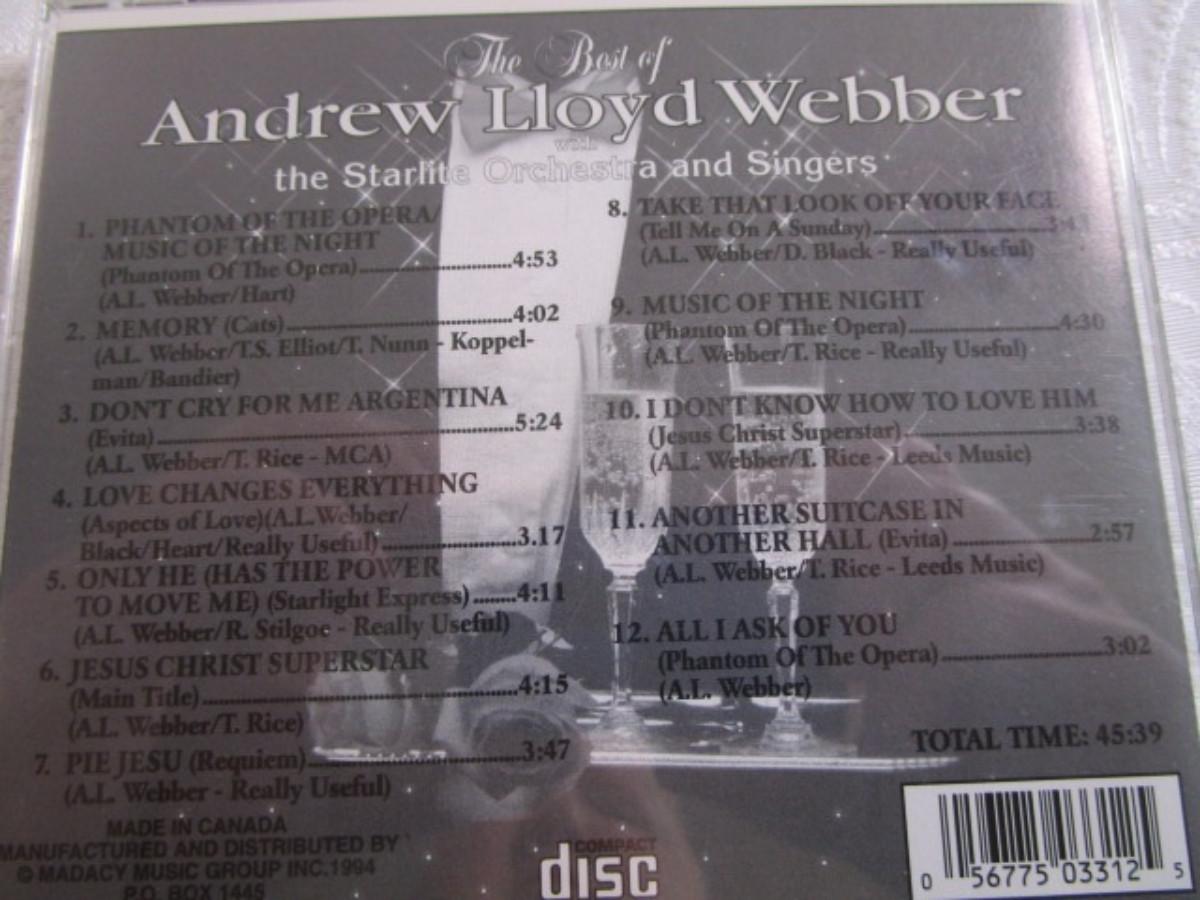 The Best of
Andrew Lloyd Webber
with
the Starlite Orchestra and Singers
1. PHANTOM OF THE OPERA/
MUSIC OF THE NIGHT
(Phantom Of The Opera)..........4:53
(A.L. Webber/Hart)
2. MEMORY (Cats)..........4:02
(A.L. Webber/T.S. Elliot/T. Nunn - Koppel-
man/Bandier)
3. DON'T CRY FOR ME ARGENTINA
(Evita)..........5:24
(A.L. Webber/T. Rice - MCA)
4. LOVE CHANGES EVERYTHING
(Aspects of Love)(A.L.Webber/
Black/Heart/Really Useful)..........3.17
5. ONLY HE (HAS THE POWER
TO MOVE ME) (Starlight Express)........4:11
(A.L. Webber/R. Stilgoe - Really Useful)
6. JESUS CHRIST SUPERSTAR
(Main Title)..........4:15
(A.L. Webber/T. Rice)
7. PIE JESU (Requiem)..........3:47
(A.L. Webber - Really Useful)
MADE IN CANADA
MANUFACTURED AND DISTRIBUTED BY
© MADACY MUSIC GROUP INC.1994
P.O. BOX 1445
8. TAKE THAT LOOK OFF YOUR FACE
(Tell Me On A Sunday)..........
(A.L. Webber/D. Black - Really Useful)
9. MUSIC OF THE NIGHT
(Phantom Of The Opera)..........4:30
(A.L. Webber/T. Rice - Really Useful)
10. I DON'T KNOW HOW TO LOVE HIM
(Jesus Christ Superstar)..........3:38
(A.L. Webber/T. Rice - Leeds Music)
11. ANOTHER SUITCASE IN
ANOTHER HALL (Evita)..........2:57
(A.L. Webber/T. Rice - Leeds Music)
12. ALL I ASK OF YOU
(Phantom Of The Opera)..........3:02
(A.L. Webber)
TOTAL TIME: 45:39
COMPACT
disc
0 56775 03312 5